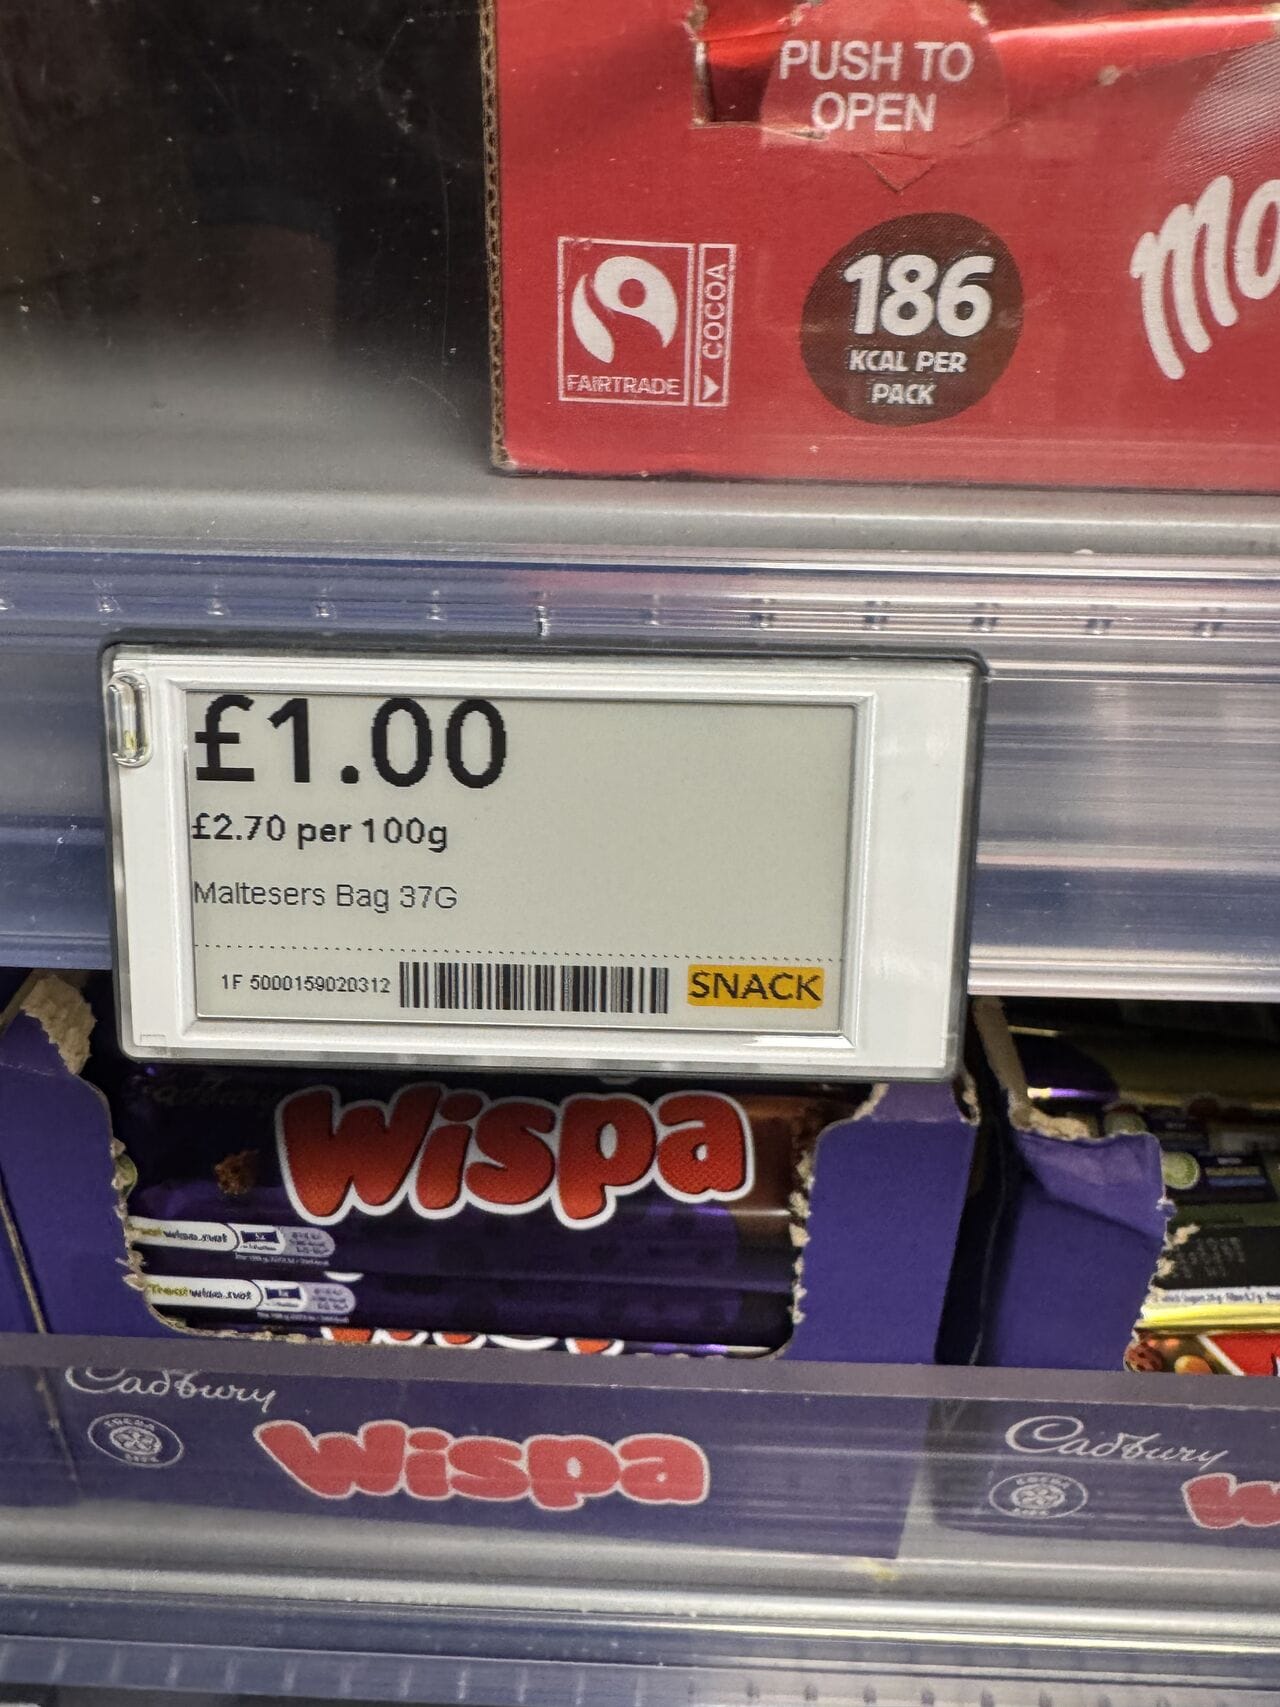 PUSH TO
OPEN
FAIRTRADE
COCOA
186
KCAL PER
PACK
Ma
£1.00
£2.70 per 100g
Maltesers Bag 37G
1F 5000159020312
SNACK
Wispa
Cadbury
Wispa
Cadbury